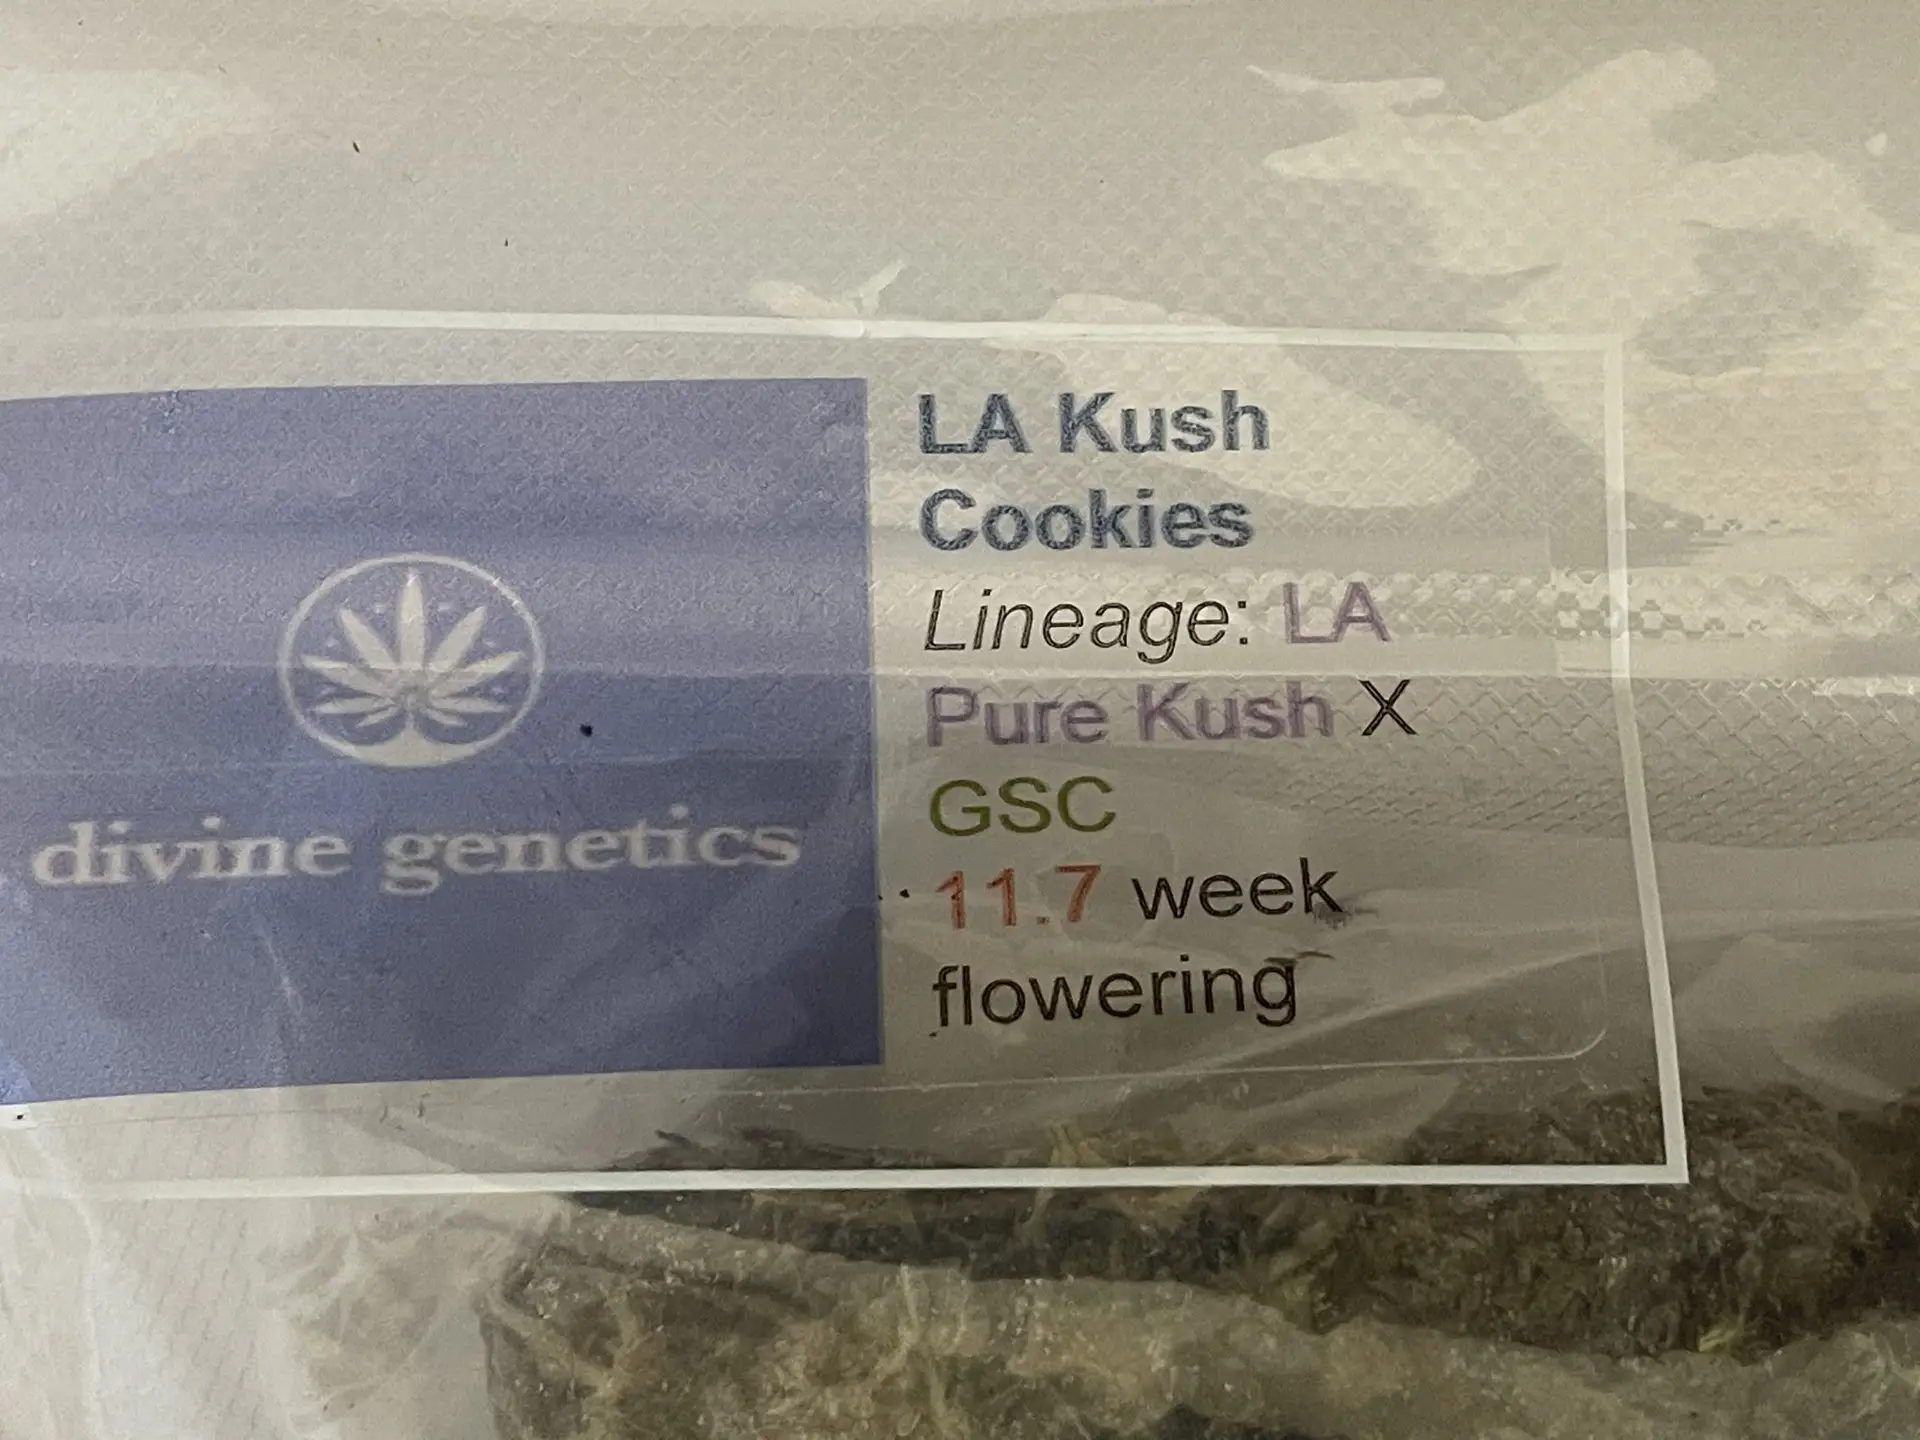 divine genetics
LA Kush
Cookies
Lineage: LA
Pure Kush X
GSC
11.7 week
flowering